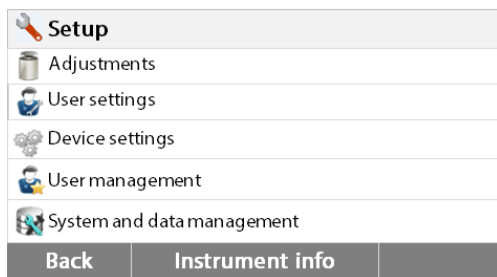 Setup
Adjustments
User settings
Device settings
User management
System and data management
Back Instrument info